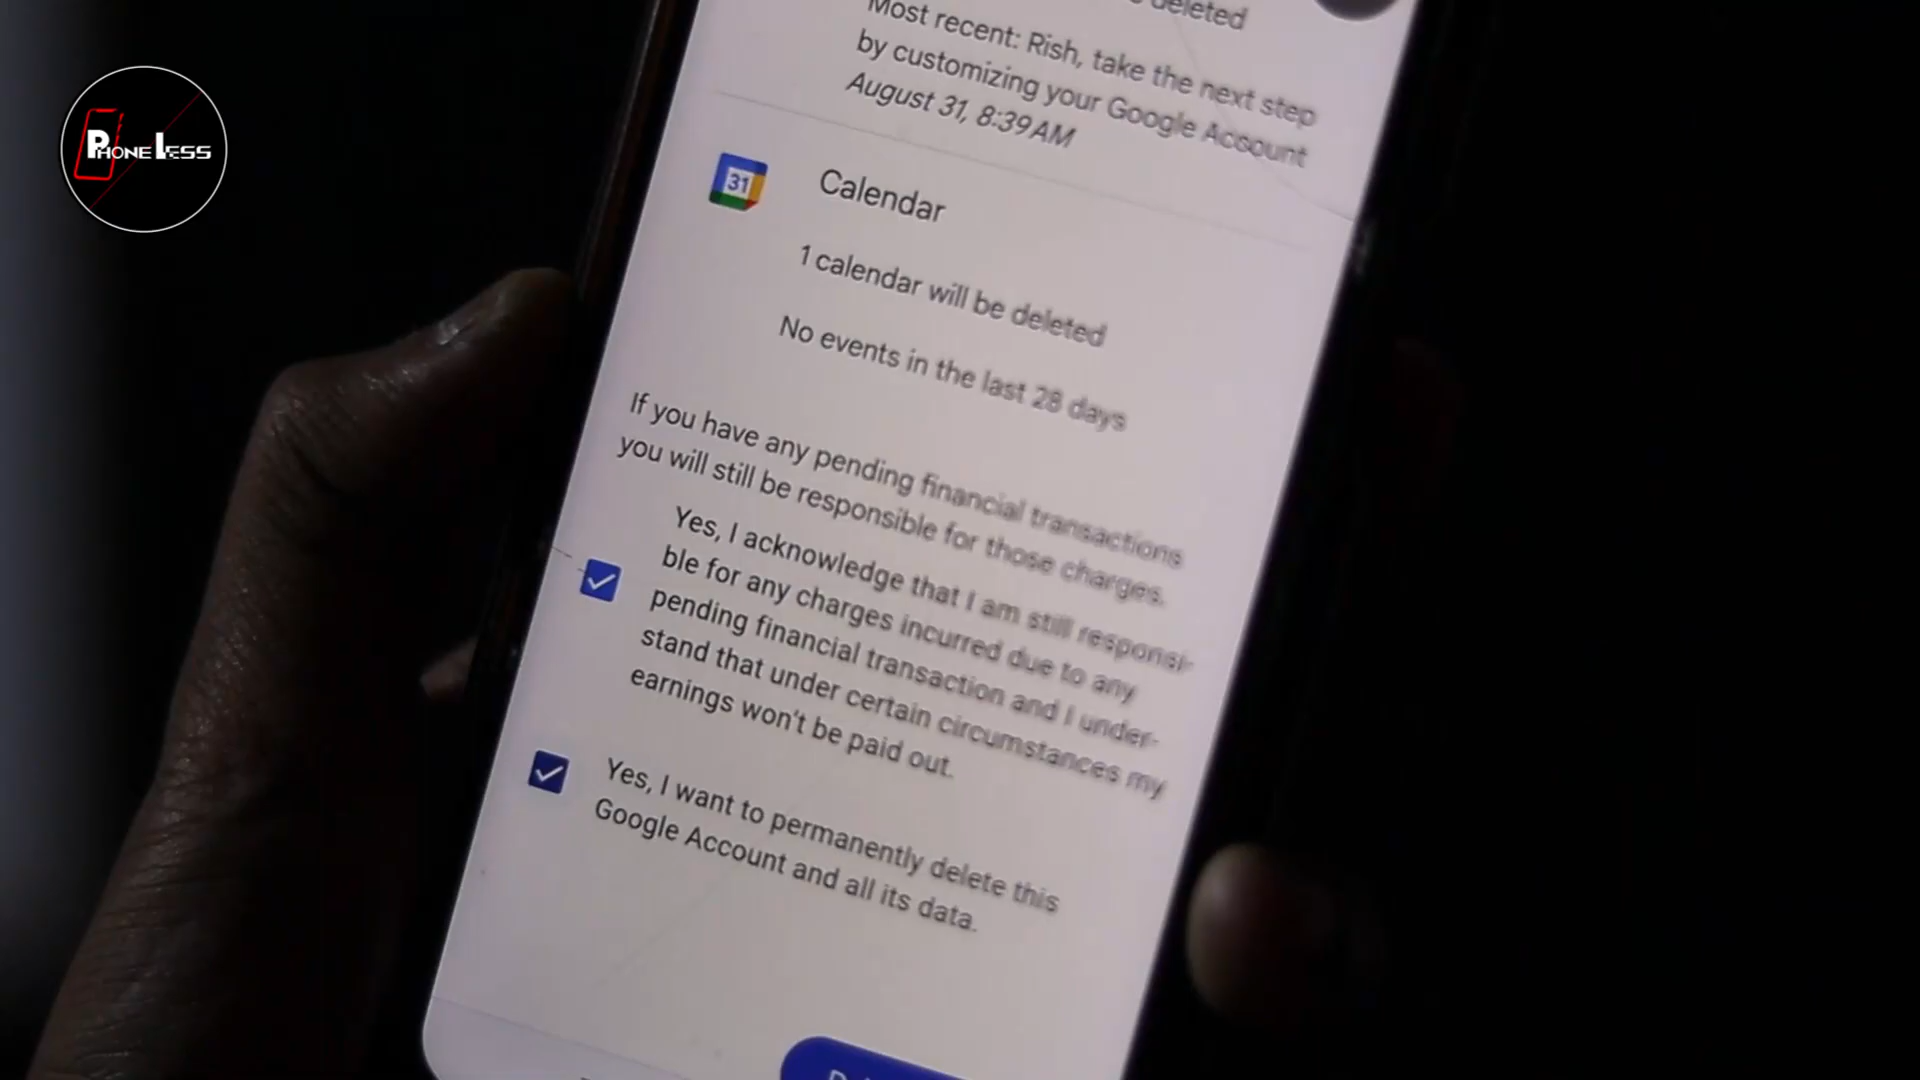 deleted
Most recent: Rish, take the next step
by customizing your Google Account
August 31, 8:39 AM
PHONE LESS
31
Calendar
1 calendar will be deleted
No events in the last 28 days
If you have any pending financial transactions
you will still be responsible for those charges.
Yes, I acknowledge that I am still responsi-
ble for any charges incurred due to any
pending financial transaction and I under-
stand that under certain circumstances my
earnings won't be paid out.
Yes, I want to permanently delete this
Google Account and all its data.